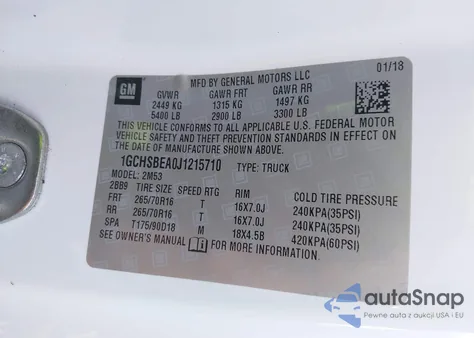 GM
MFD BY GENERAL MOTORS LLC
01/18
GVWR GAWR FRT GAWR RR
2449 KG 1315 KG 1497 KG
5400 LB 2900 LB 3300 LB
THIS VEHICLE CONFORMS TO ALL APPLICABLE U.S. FEDERAL MOTOR
VEHICLE SAFETY AND THEFT PREVENTION STANDARDS IN EFFECT ON
THE DATE OF MANUFACTURE SHOWN ABOVE.
1GCHSBEA0J1215710 TYPE: TRUCK
MODEL: 2M53
2BB9 TIRE SIZE SPEED RTG RIM COLD TIRE PRESSURE
FRT 265/70R16 T 16X7.0J 240KPA(35PSI)
RR 265/70R16 T 16X7.0J 240KPA(35PSI)
SPA T175/90D18 M 18X4.5B 420KPA(60PSI)
SEE OWNER'S MANUAL FOR MORE INFORMATION
autaSnap
Pewne auta z aukcji USA i EU